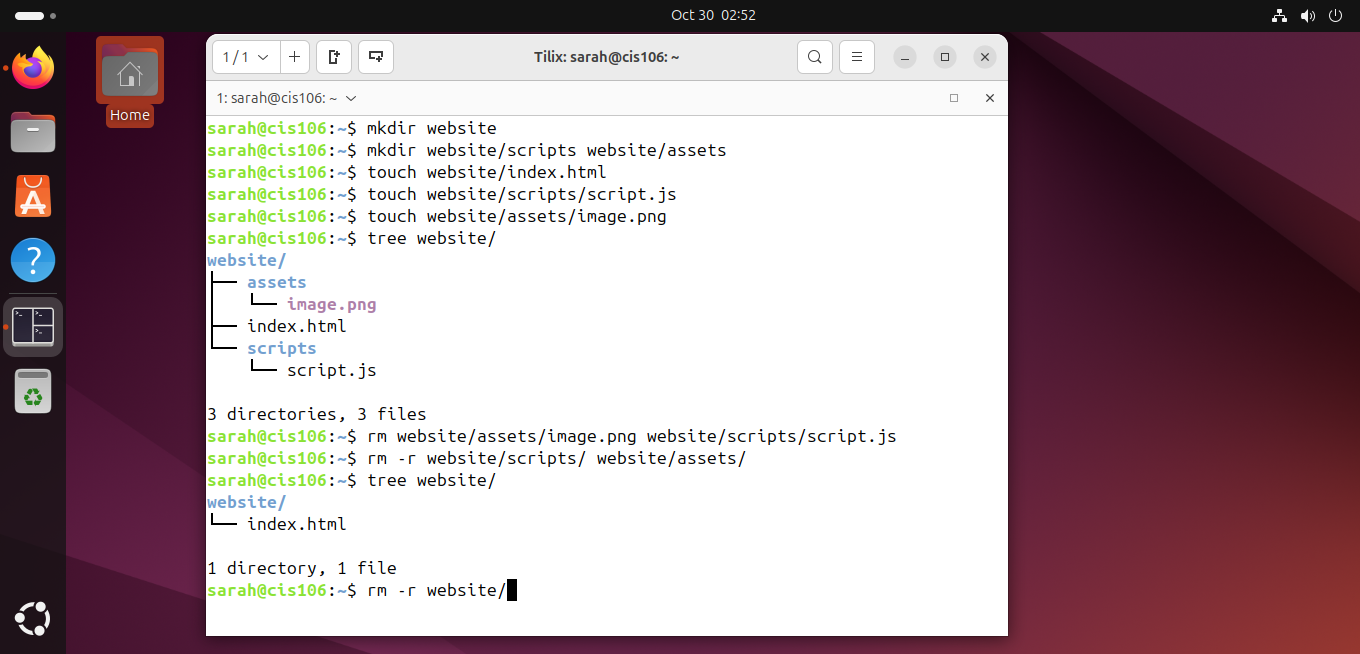 Oct 30 02:52
Home
1 / 1
Tilix: sarah@cis106: ~
1: sarah@cis106: ~
sarah@cis106:~$ mkdir website
sarah@cis106:~$ mkdir website/scripts website/assets
sarah@cis106:~$ touch website/index.html
sarah@cis106:~$ touch website/scripts/script.js
sarah@cis106:~$ touch website/assets/image.png
sarah@cis106:~$ tree website/
website/
├── assets
│   └── image.png
├── index.html
└── scripts
    └── script.js
3 directories, 3 files
sarah@cis106:~$ rm website/assets/image.png website/scripts/script.js
sarah@cis106:~$ rm -r website/scripts/ website/assets/
sarah@cis106:~$ tree website/
website/
└── index.html
1 directory, 1 file
sarah@cis106:~$ rm -r website/